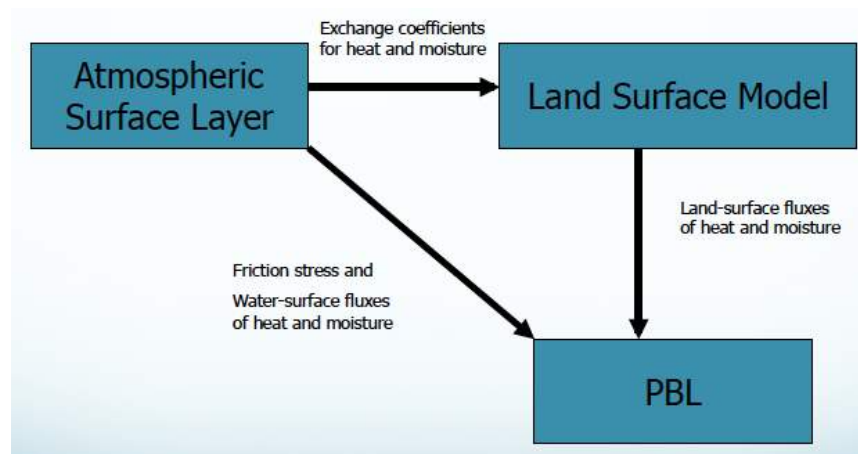 Exchange coefficients
for heat and moisture
Atmospheric
Surface Layer
Land Surface Model
Land-surface fluxes
of heat and moisture
Friction stress and
Water-surface fluxes
of heat and moisture
PBL